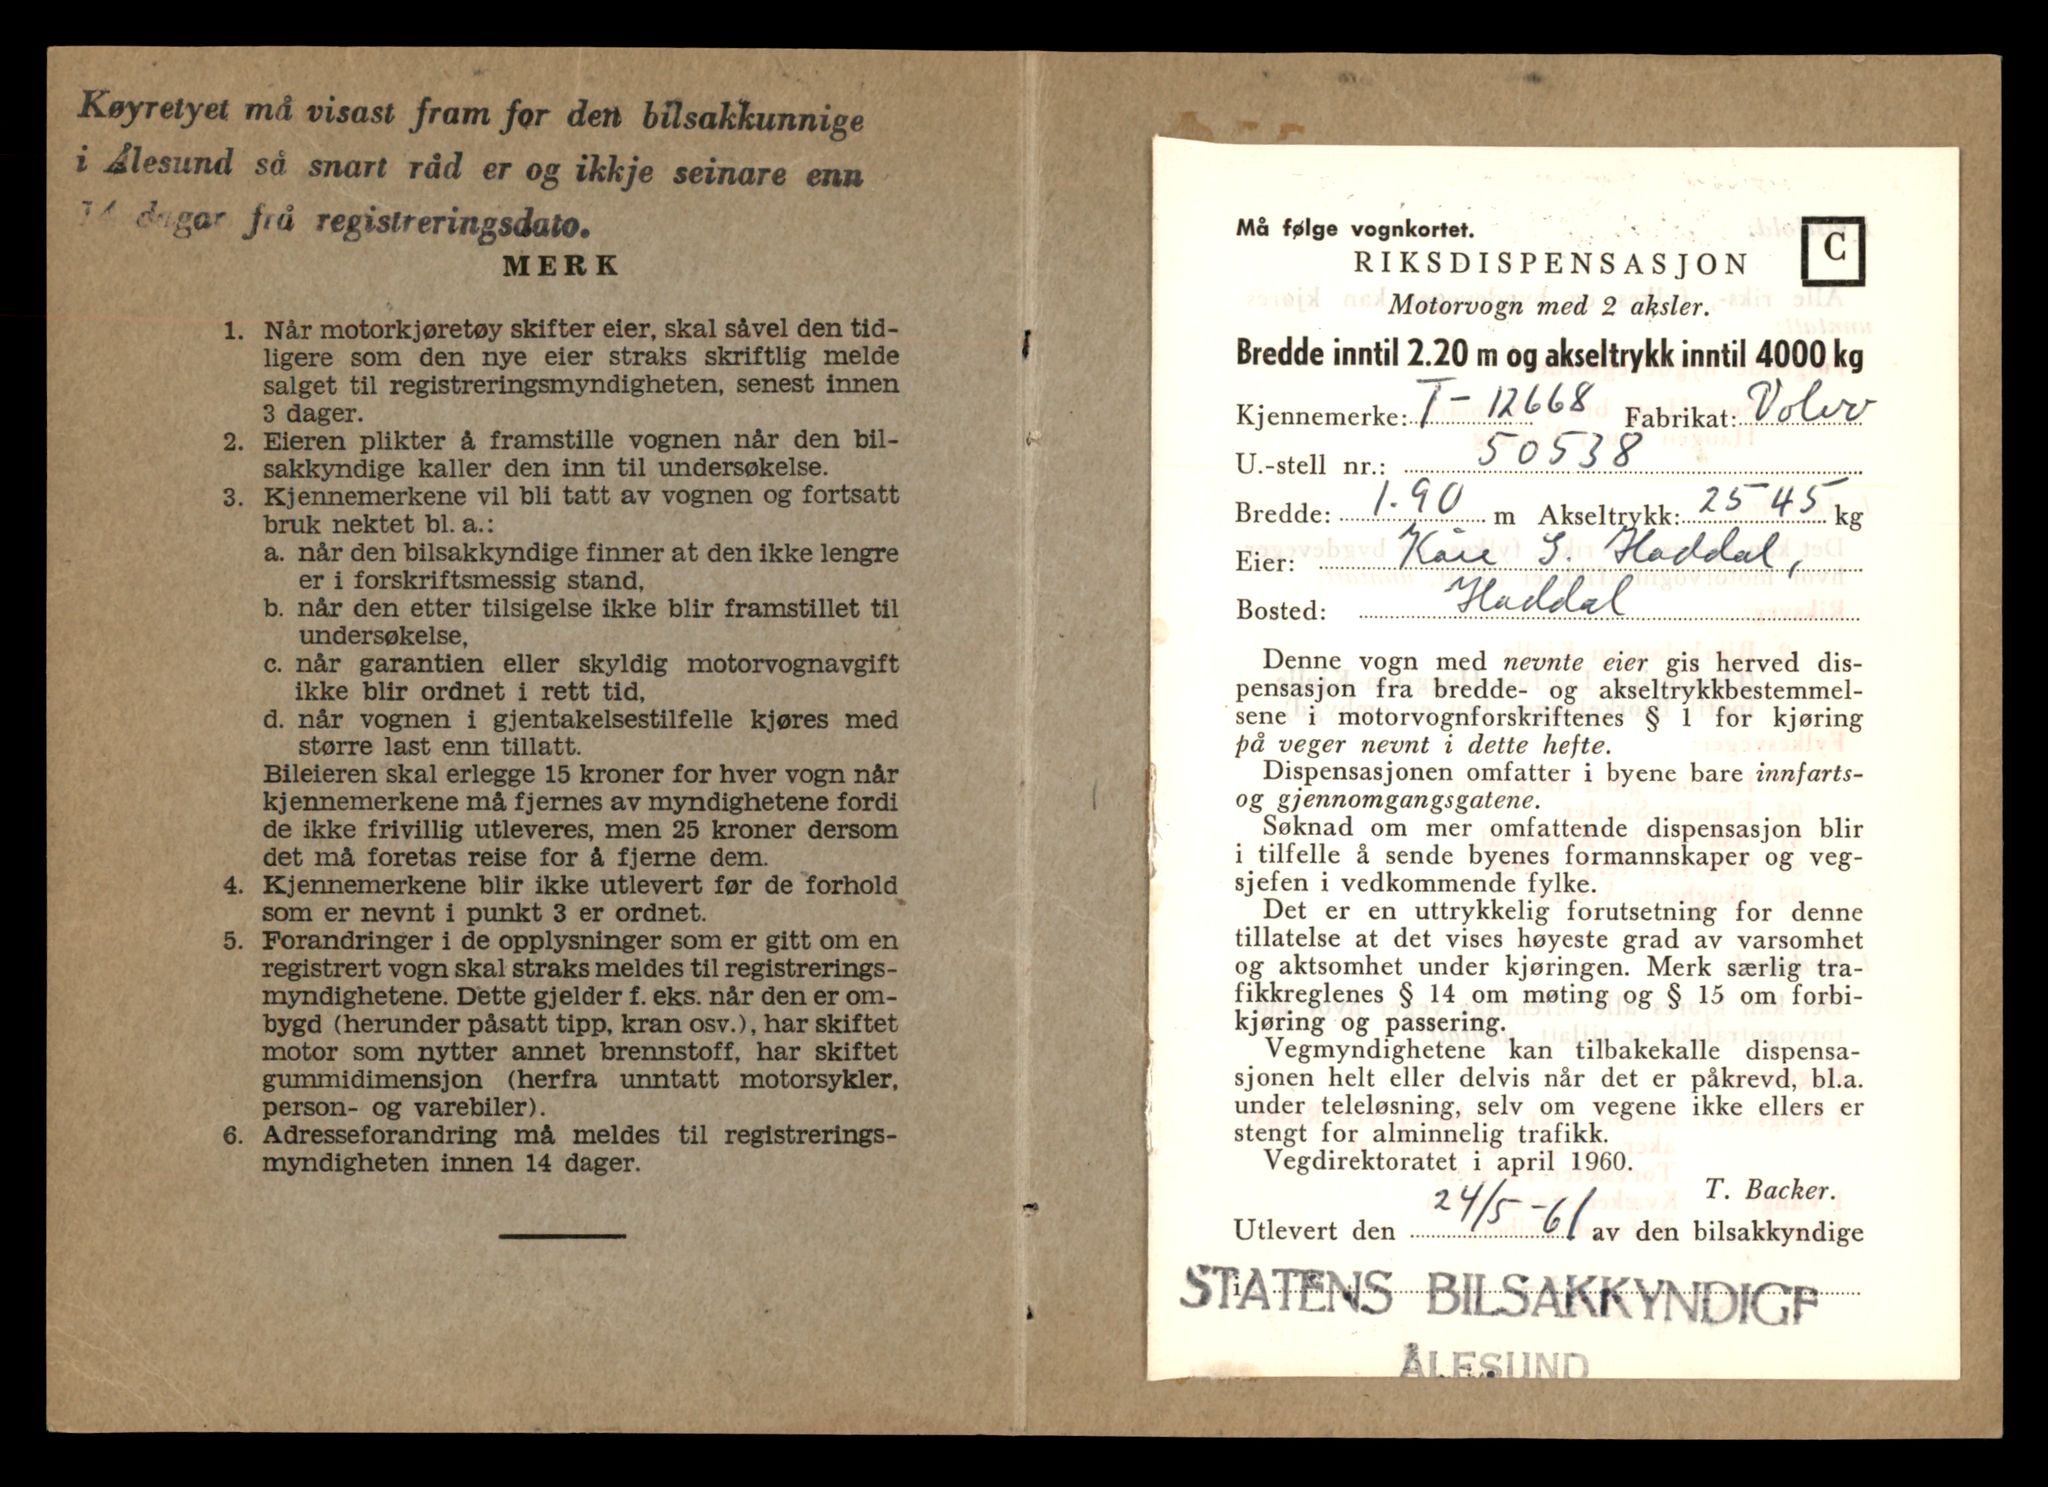 Køyretyet må visast fram for den bilsakkunnige
i Ålesund så snart råd er og ikkje seinare enn
14 dagar frå registreringsdato.
MERK
1. Når motorkjøretøy skifter eier, skal såvel den tid-
ligere som den nye eier straks skriftlig melde
salget til registreringsmyndigheten, senest innen
3 dager.
2. Eieren plikter å framstille vognen når den bil-
sakkyndige kaller den inn til undersøkelse.
3. Kjennemerkene vil bli tatt av vognen og fortsatt
bruk nektet bl. a.:
a. når den bilsakkyndige finner at den ikke lengre
er i forskriftsmessig stand,
b. når den etter tilsigelse ikke blir framstillet til
undersøkelse,
c. når garantien eller skyldig motorvognavgift
ikke blir ordnet i rett tid,
d. når vognen i gjentakelsestilfelle kjøres med
større last enn tillatt.
Bileieren skal erlegge 15 kroner for hver vogn når
kjennemerkene må fjernes av myndighetene fordi
de ikke frivillig utleveres, men 25 kroner dersom
det må foretas reise for å fjerne dem.
4. Kjennemerkene blir ikke utlevert før de forhold
som er nevnt i punkt 3 er ordnet.
5. Forandringer i de opplysninger som er gitt om en
registrert vogn skal straks meldes til registrerings-
myndighetene. Dette gjelder f. eks. når den er om-
bygd (herunder påsatt tipp, kran osv.), har skiftet
motor som nytter annet brennstoff, har skiftet
gummidimensjon (herfra unntatt motorsykler,
person- og varebiler).
6. Adresseforandring må meldes til registrerings-
myndigheten innen 14 dager.
Må følge vognkortet.
C
RIKSDISPENSASJON
Motorvogn med 2 aksler.
Bredde inntil 2.20 m og akseltrykk inntil 4000 kg
Kjennemerke: T-12668 Fabrikat: Volvo
U.-stell nr.: 50538
Bredde: 1.90 m Akseltrykk: 2545 kg
Eier: Kåre S. Haddal,
Bosted: Haddal
Denne vogn med nevnte eier gis herved dis-
pensasjon fra bredde- og akseltrykkbestemmel-
sene i motorvognforskriftenes § 1 for kjøring
på veger nevnt i dette hefte.
Dispensasjonen omfatter i byene bare innfarts-
og gjennomgangsgatene.
Søknad om mer omfattende dispensasjon blir
i tilfelle å sende byenes formannskaper og veg-
sjefen i vedkommende fylke.
Det er en uttrykkelig forutsetning for denne
tillatelse at det vises høyeste grad av varsomhet
og aktsomhet under kjøringen. Merk særlig tra-
fikkreglenes § 14 om møting og § 15 om forbi-
kjøring og passering.
Vegmyndighetene kan tilbakekalle dispensa-
sjonen helt eller delvis når det er påkrevd, bl.a.
under teleløsning, selv om vegene ikke ellers er
stengt for alminnelig trafikk.
Vegdirektoratet i april 1960.
T. Backer.
Utlevert den 24/5-61 av den bilsakkyndige
i
STATENS BILSAKKYNDIGE
ÅLESUND